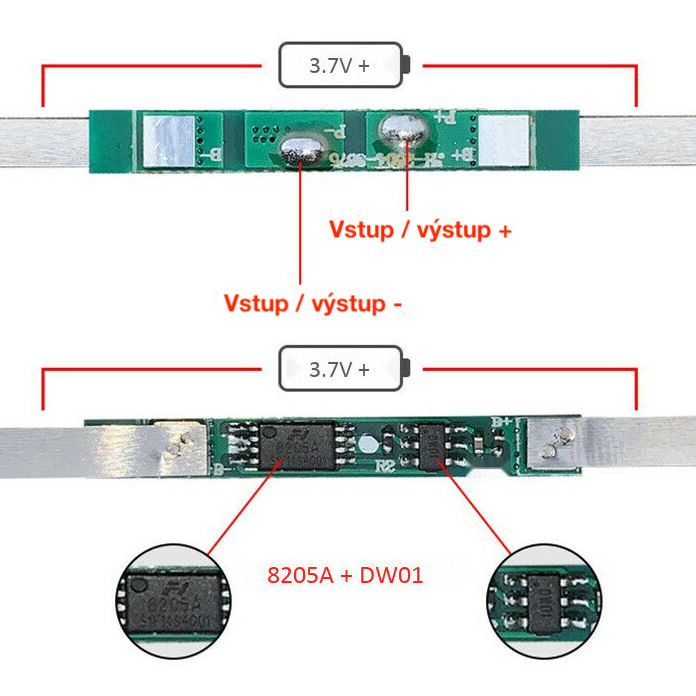 3.7V +
B-
P-
P+
B+
Vstup / výstup +
Vstup / výstup -
3.7V +
B+
8205A
B-
R2
8205A + DW01
8205A